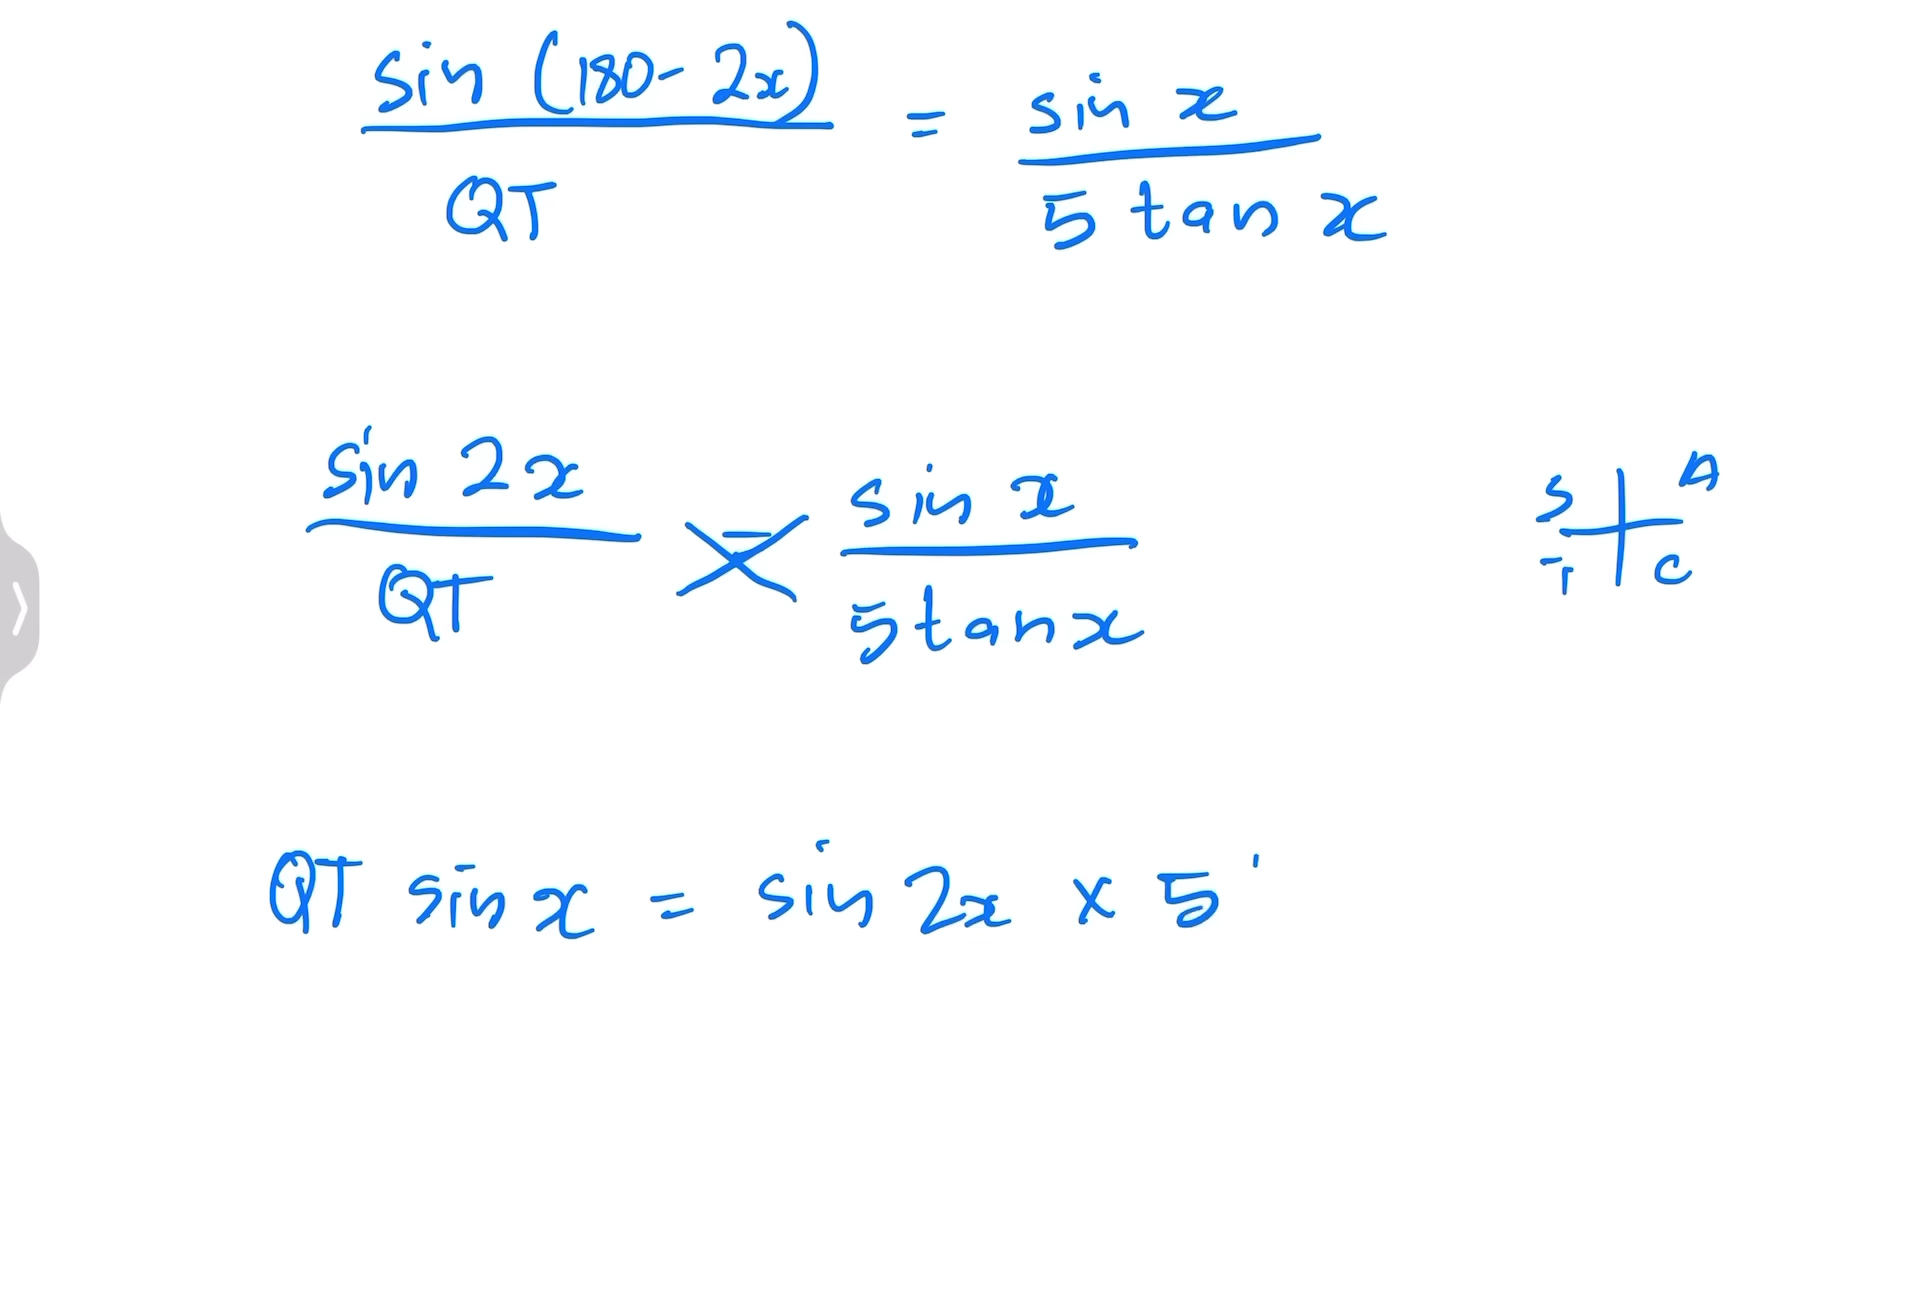 sin (180 - 2x) = sin x
QT 5 tan x
sin 2x = sin x
QT 5 tan x
S A
T C
QT sin x = sin 2x × 5